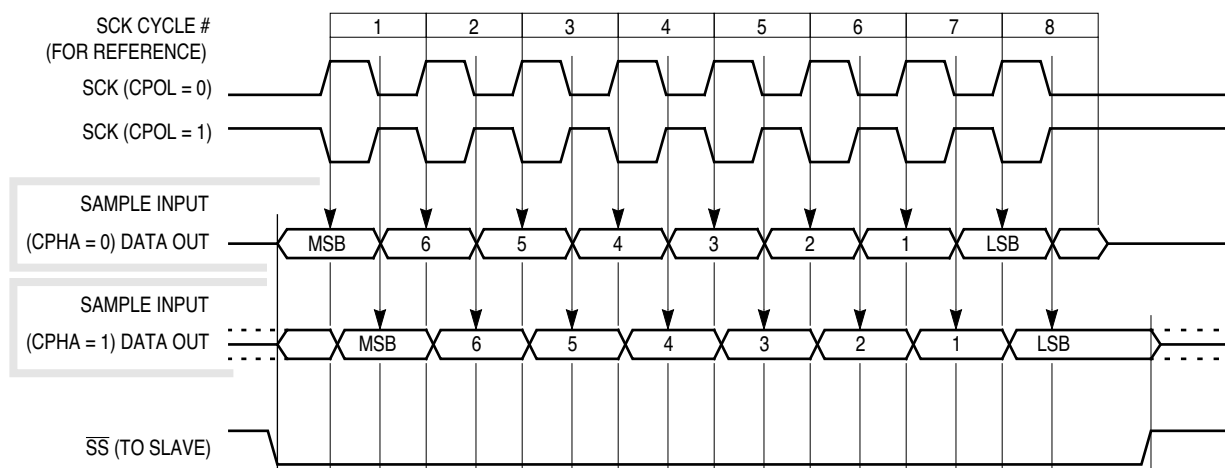 SCK CYCLE #
(FOR REFERENCE)
1 2 3 4 5 6 7 8
SCK (CPOL = 0)
SCK (CPOL = 1)
SAMPLE INPUT
(CPHA = 0) DATA OUT
MSB 6 5 4 3 2 1 LSB
SAMPLE INPUT
(CPHA = 1) DATA OUT
MSB 6 5 4 3 2 1 LSB
S̅S̅ (TO SLAVE)